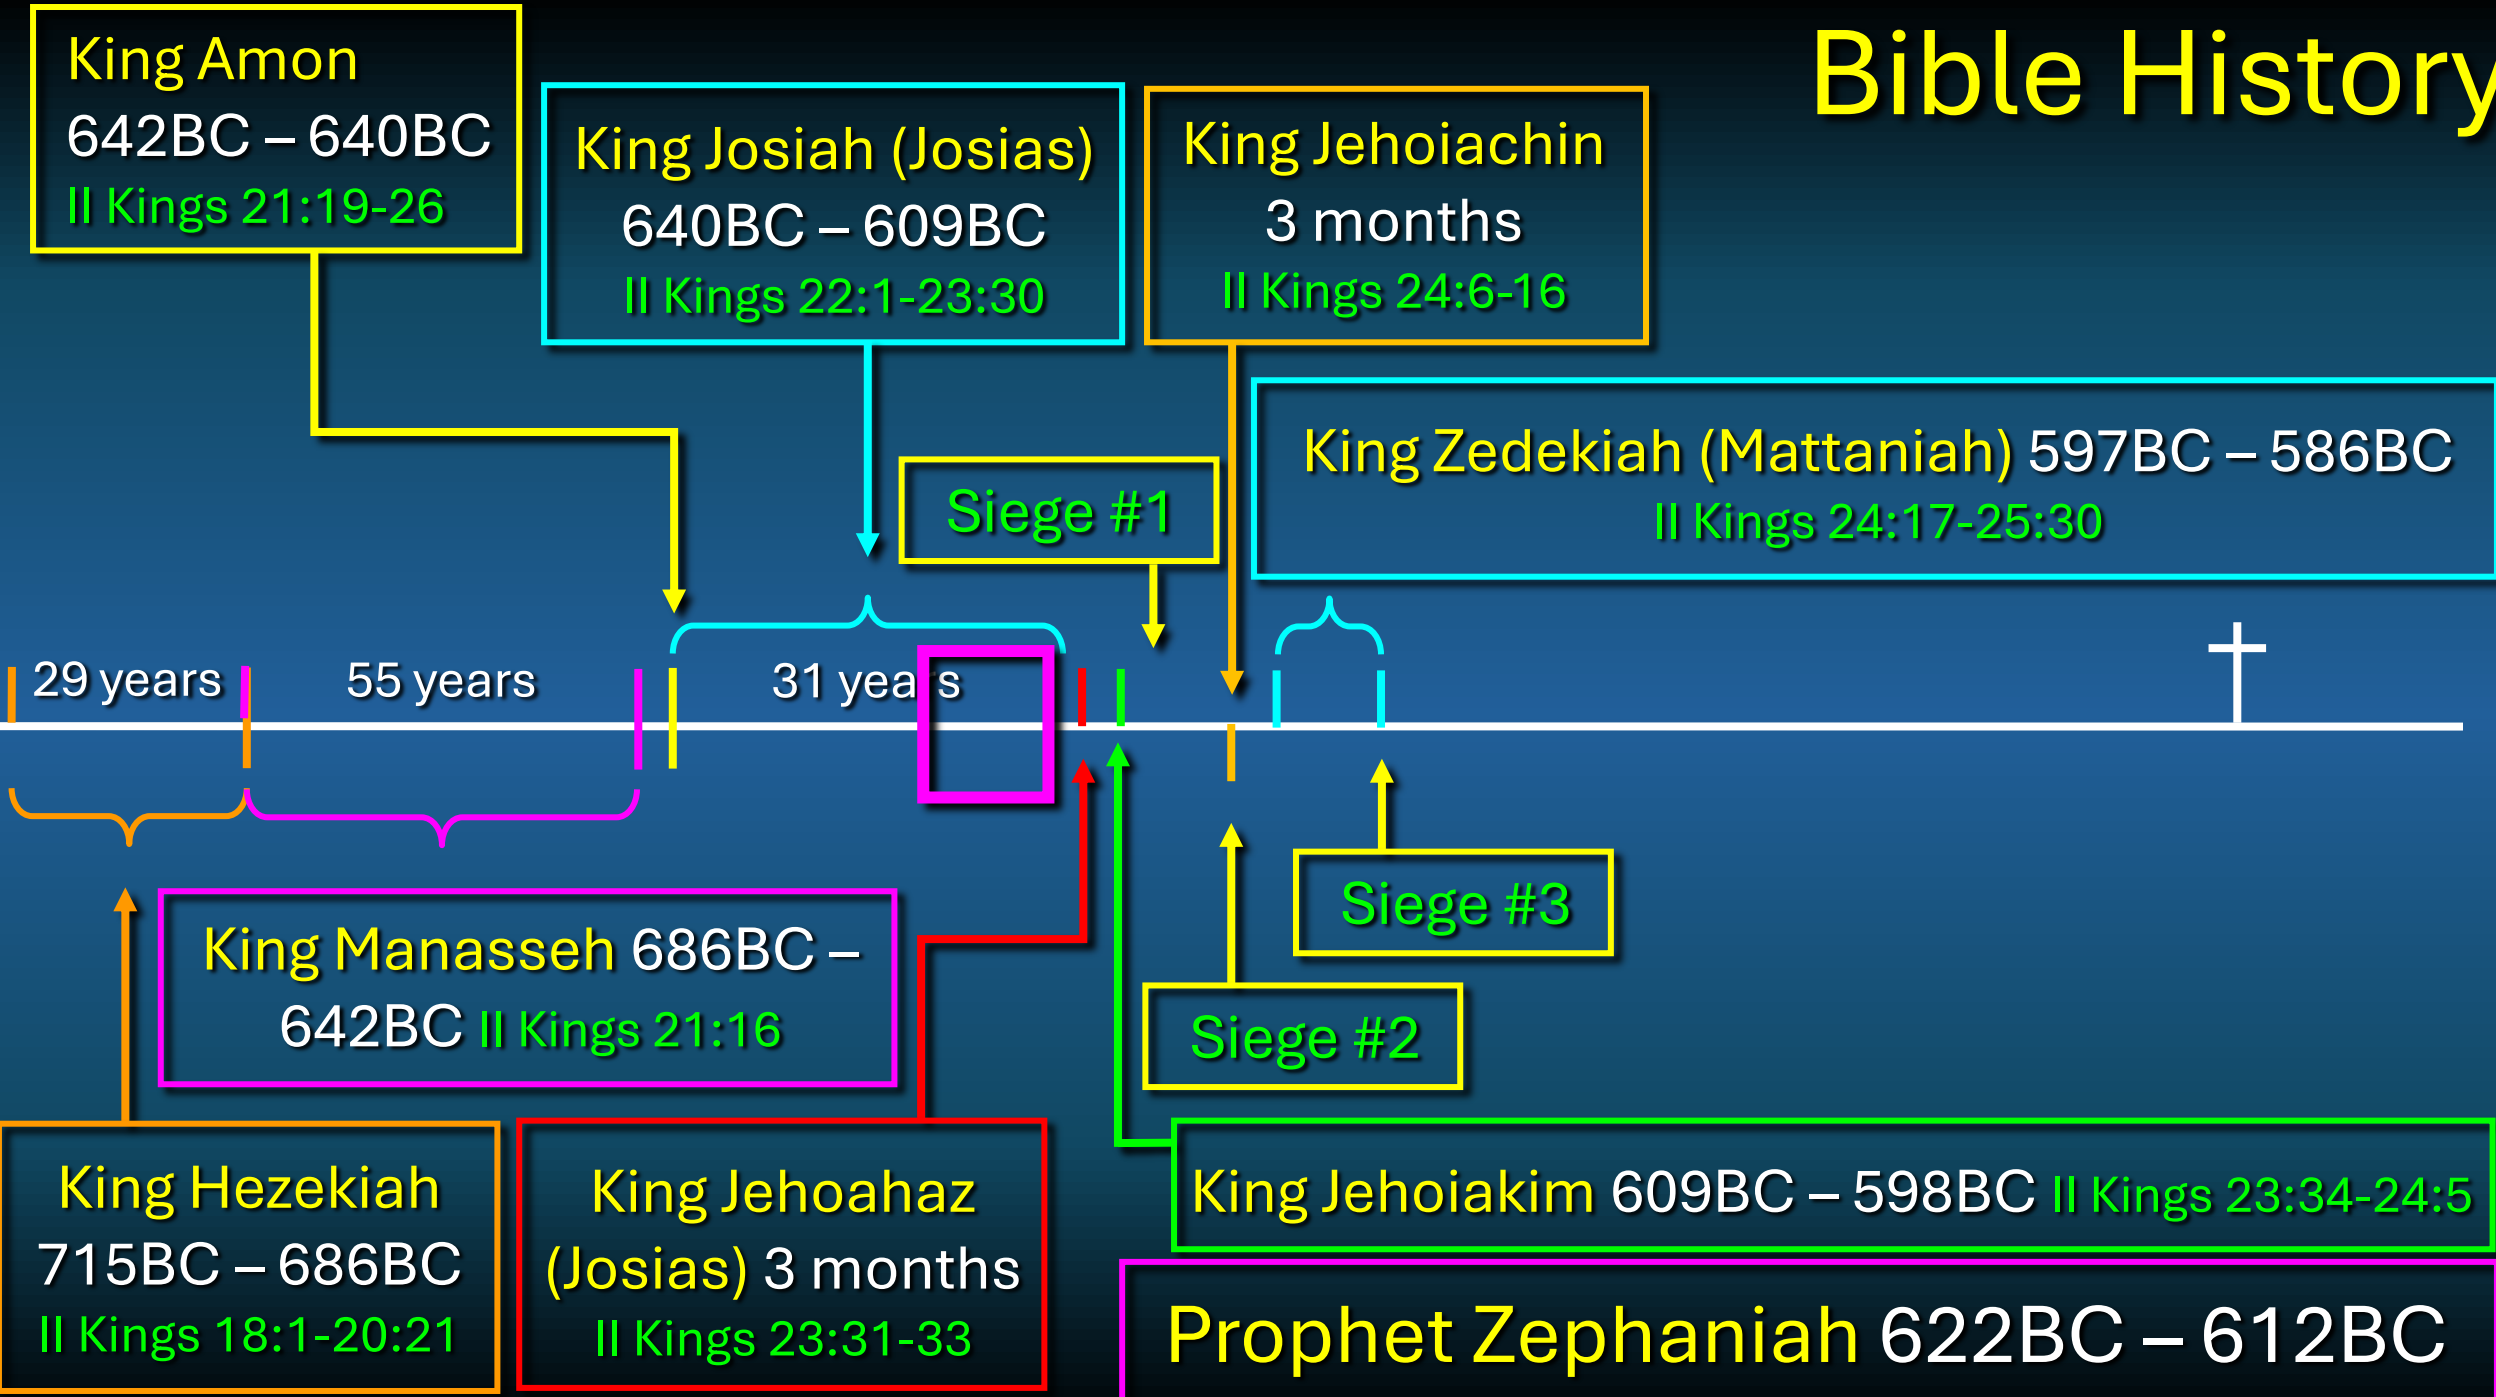 Bible History
King Amon
642BC – 640BC
II Kings 21:19-26
King Josiah (Josias)
640BC – 609BC
II Kings 22:1-23:30
King Jehoiachin
3 months
II Kings 24:6-16
King Zedekiah (Mattaniah) 597BC – 586BC
II Kings 24:17-25:30
Siege #1
29 years
55 years
31 years
Siege #3
King Manasseh 686BC –
642BC II Kings 21:16
Siege #2
King Hezekiah
715BC – 686BC
II Kings 18:1-20:21
King Jehoahaz
(Josias) 3 months
II Kings 23:31-33
King Jehoiakim 609BC – 598BC II Kings 23:34-24:5
Prophet Zephaniah 622BC – 612BC